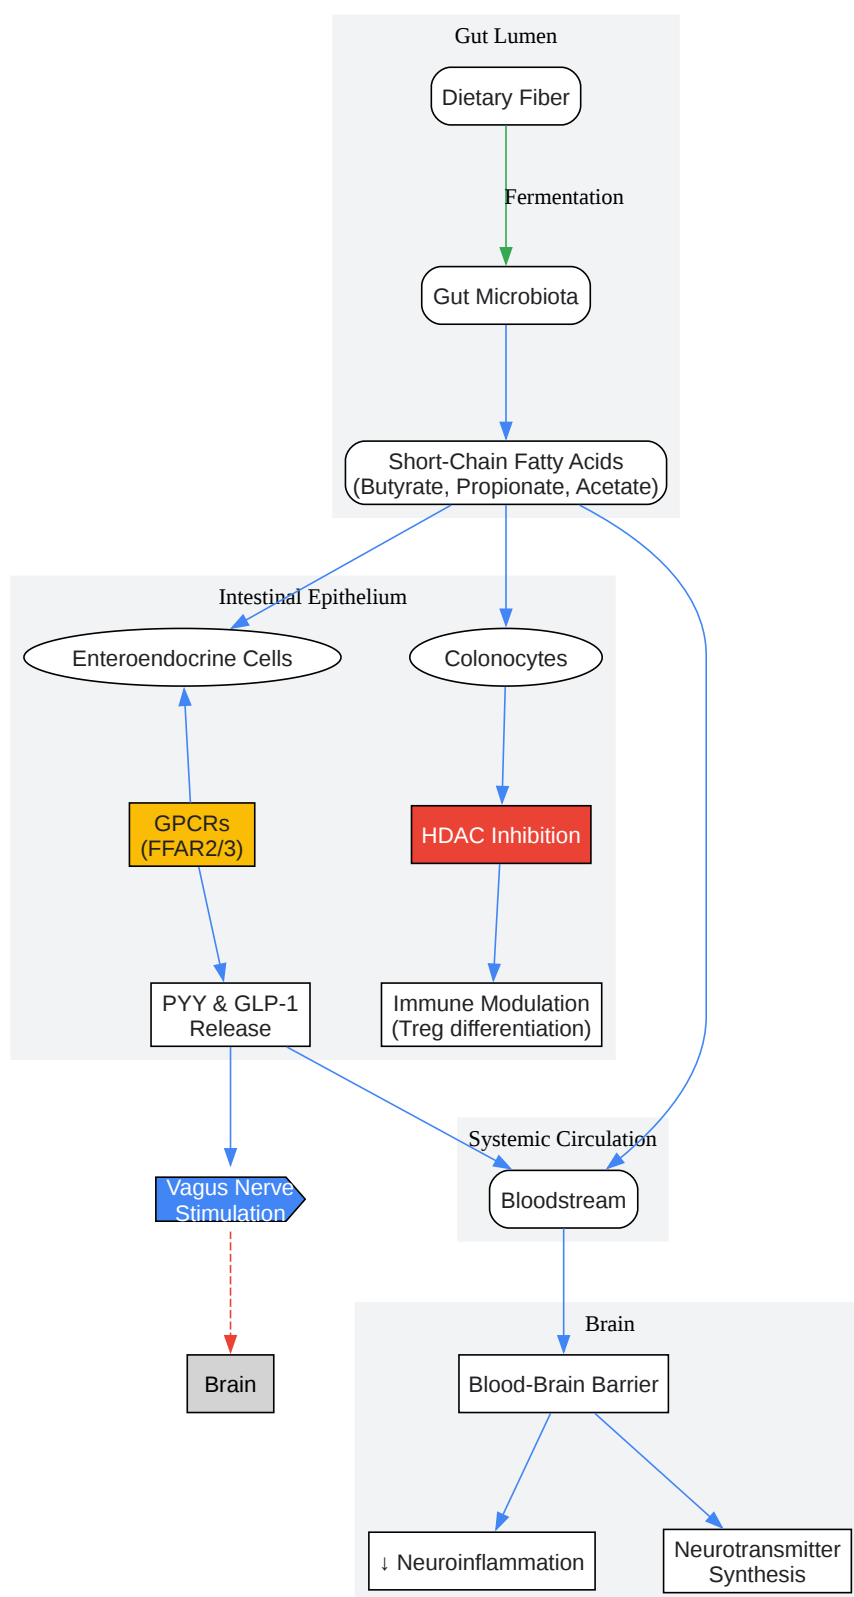 Gut Lumen
Dietary Fiber
Fermentation
Gut Microbiota
Short-Chain Fatty Acids
(Butyrate, Propionate, Acetate)
Intestinal Epithelium
Enteroendocrine Cells
Colonocytes
GPCRs
(FFAR2/3)
HDAC Inhibition
PYY & GLP-1
Release
Immune Modulation
(Treg differentiation)
Systemic Circulation
Vagus Nerve
Stimulation
Bloodstream
Brain
Brain
Blood-Brain Barrier
↓ Neuroinflammation
Neurotransmitter
Synthesis